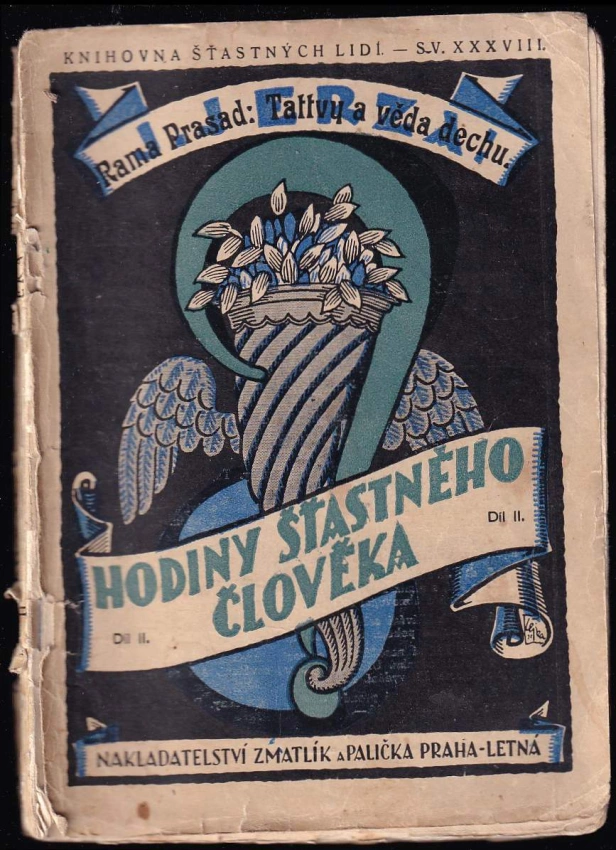 KNIHOVNA ŠŤASTNÝCH LIDÍ. — S.V. XXXVIII.
Rama Prasad: Tattvy a věda dechu.
HODINY ŠŤASTNÉHO
Díl II.
ČLOVĚKA
Díl II.
NAKLADATELSTVÍ ZMATLÍK A PALIČKA PRAHA-LETNÁ